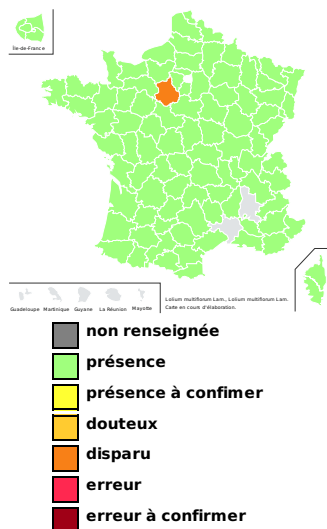 Île-de-France
Guadeloupe Martinique Guyane La Réunion Mayotte
Lolium multiflorum Lam., Lolium multiflorum Lam.
Carte en cours d'élaboration.
non renseignée
présence
présence à confimer
douteux
disparu
erreur
erreur à confirmer